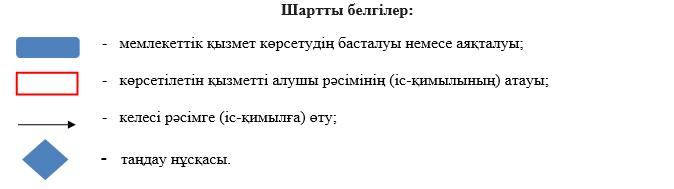 Шартты белгілер:
- мемлекеттік қызмет көрсетудің басталуы немесе аяқталуы;
- көрсетілетін қызметті алушы рәсімінің (іс-қимылының) атауы;
- келесі рәсімге (іс-қимылға) өту;
- таңдау нұсқасы.